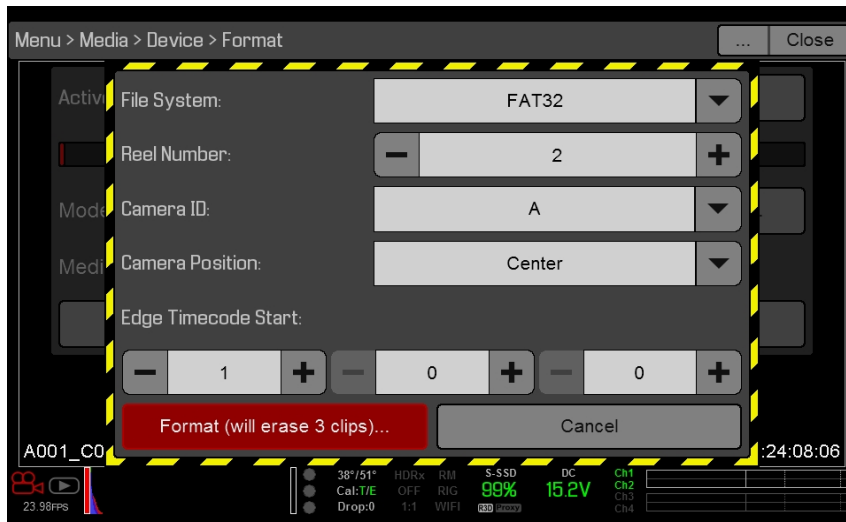 Menu > Media > Device > Format
...
Close
Activ
File System:
FAT32
Reel Number:
2
Mode
Camera ID:
A
Medi
Camera Position:
Center
Edge Timecode Start:
1
0
0
Format (will erase 3 clips)...
Cancel
A001_C0
:24:08:06
38°/51° HDRx RM S-SSD DC Ch1
Cal:T/E OFF RIG 99% 15.2V Ch2
Ch3
23.98FPS Drop:0 1:1 WIFI R3D Proxy Ch4